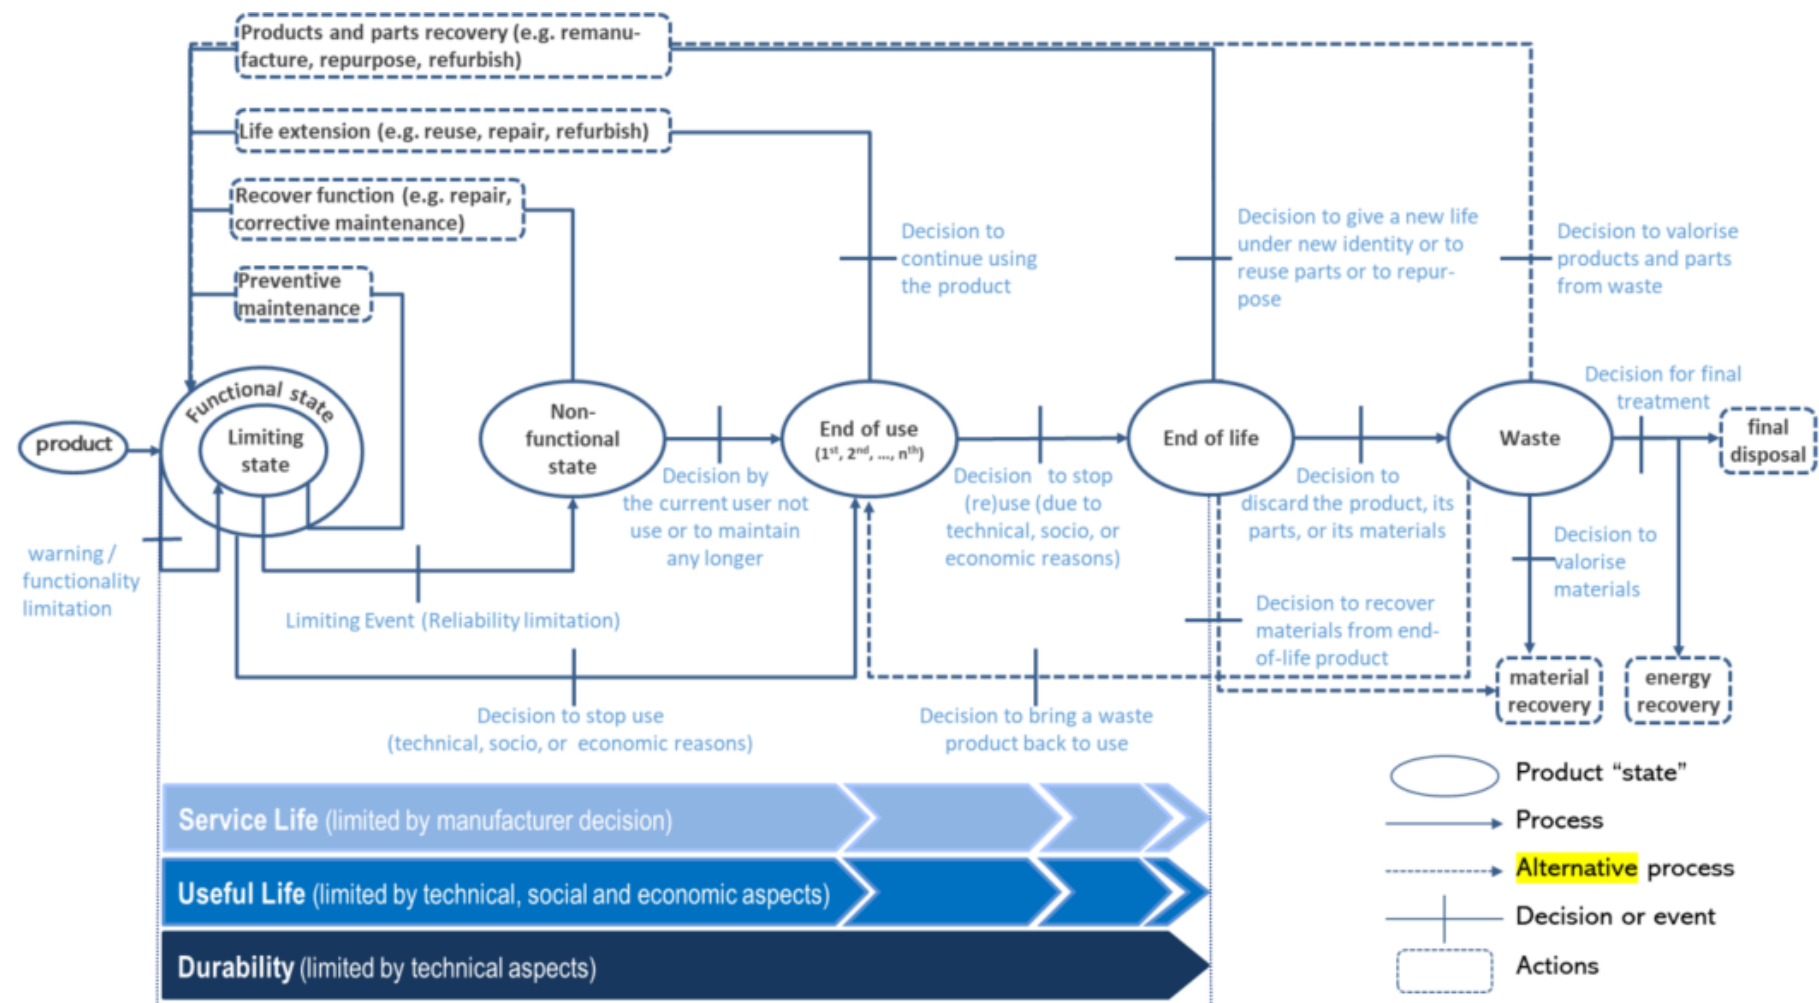 Products and parts recovery (e.g. remanu-
facture, repurpose, refurbish)
Life extension (e.g. reuse, repair, refurbish)
Recover function (e.g. repair,
corrective maintenance)
Preventive
maintenance
Decision to
continue using
the product
Decision to give a new life
under new identity or to
reuse parts or to repur-
pose
Decision to valorise
products and parts
from waste
product
Functional state
Limiting
state
Non-
functional
state
End of use
(1st, 2nd, ..., nth)
End of life
Waste
Decision for final
treatment
final
disposal
warning /
functionality
limitation
Decision by
the current user not
use or to maintain
any longer
Decision to stop
(re)use (due to
technical, socio, or
economic reasons)
Decision to
discard the product, its
parts, or its materials
Decision to
valorise
materials
Limiting Event (Reliability limitation)
Decision to recover
materials from end-
of-life product
material
recovery
energy
recovery
Decision to stop use
(technical, socio, or economic reasons)
Decision to bring a waste
product back to use
Service Life (limited by manufacturer decision)
Useful Life (limited by technical, social and economic aspects)
Durability (limited by technical aspects)
Product “state”
Process
Alternative process
Decision or event
Actions